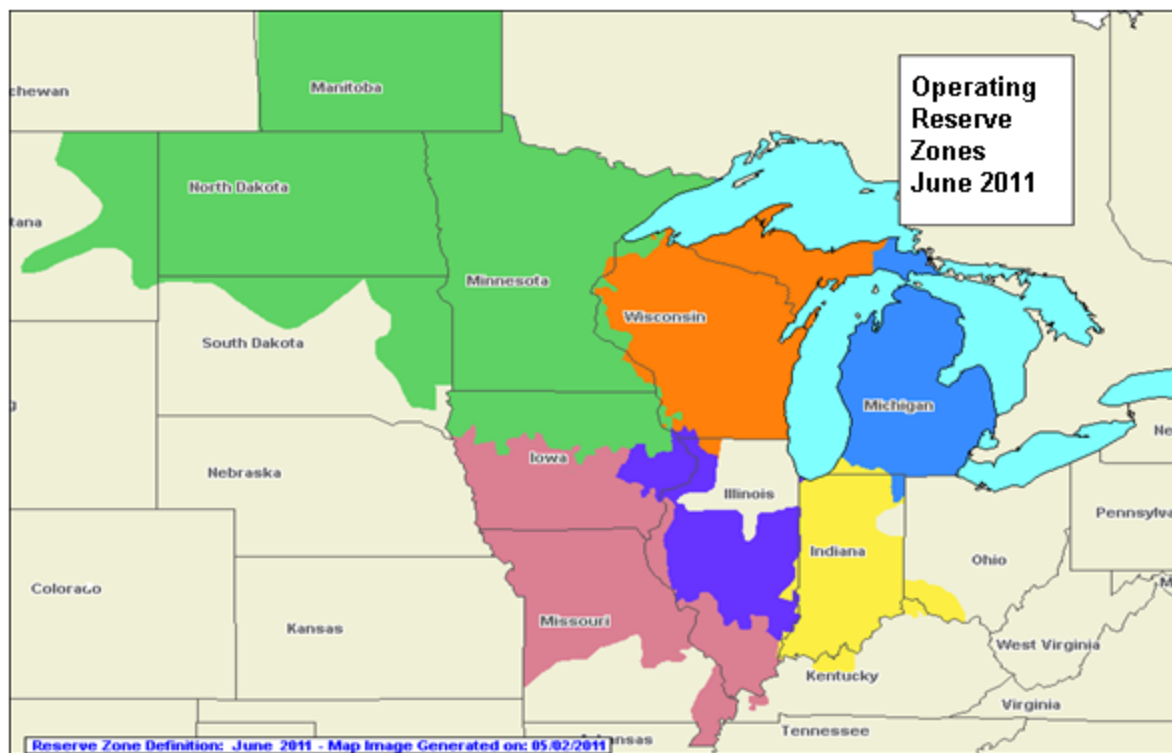 Operating
Reserve
Zones
June 2011
chewan
Manitoba
North Dakota
tana
Minnesota
Wisconsin
South Dakota
Michigan
Ne
Nebraska
Iowa
Illinois
Pennsylva
Indiana
Ohio
Colorado
Kansas
Missouri
West Virginia
Kentucky
Virginia
Tennessee
nsas
Reserve Zone Definition: June 2011 - Map Image Generated on: 05/02/2011